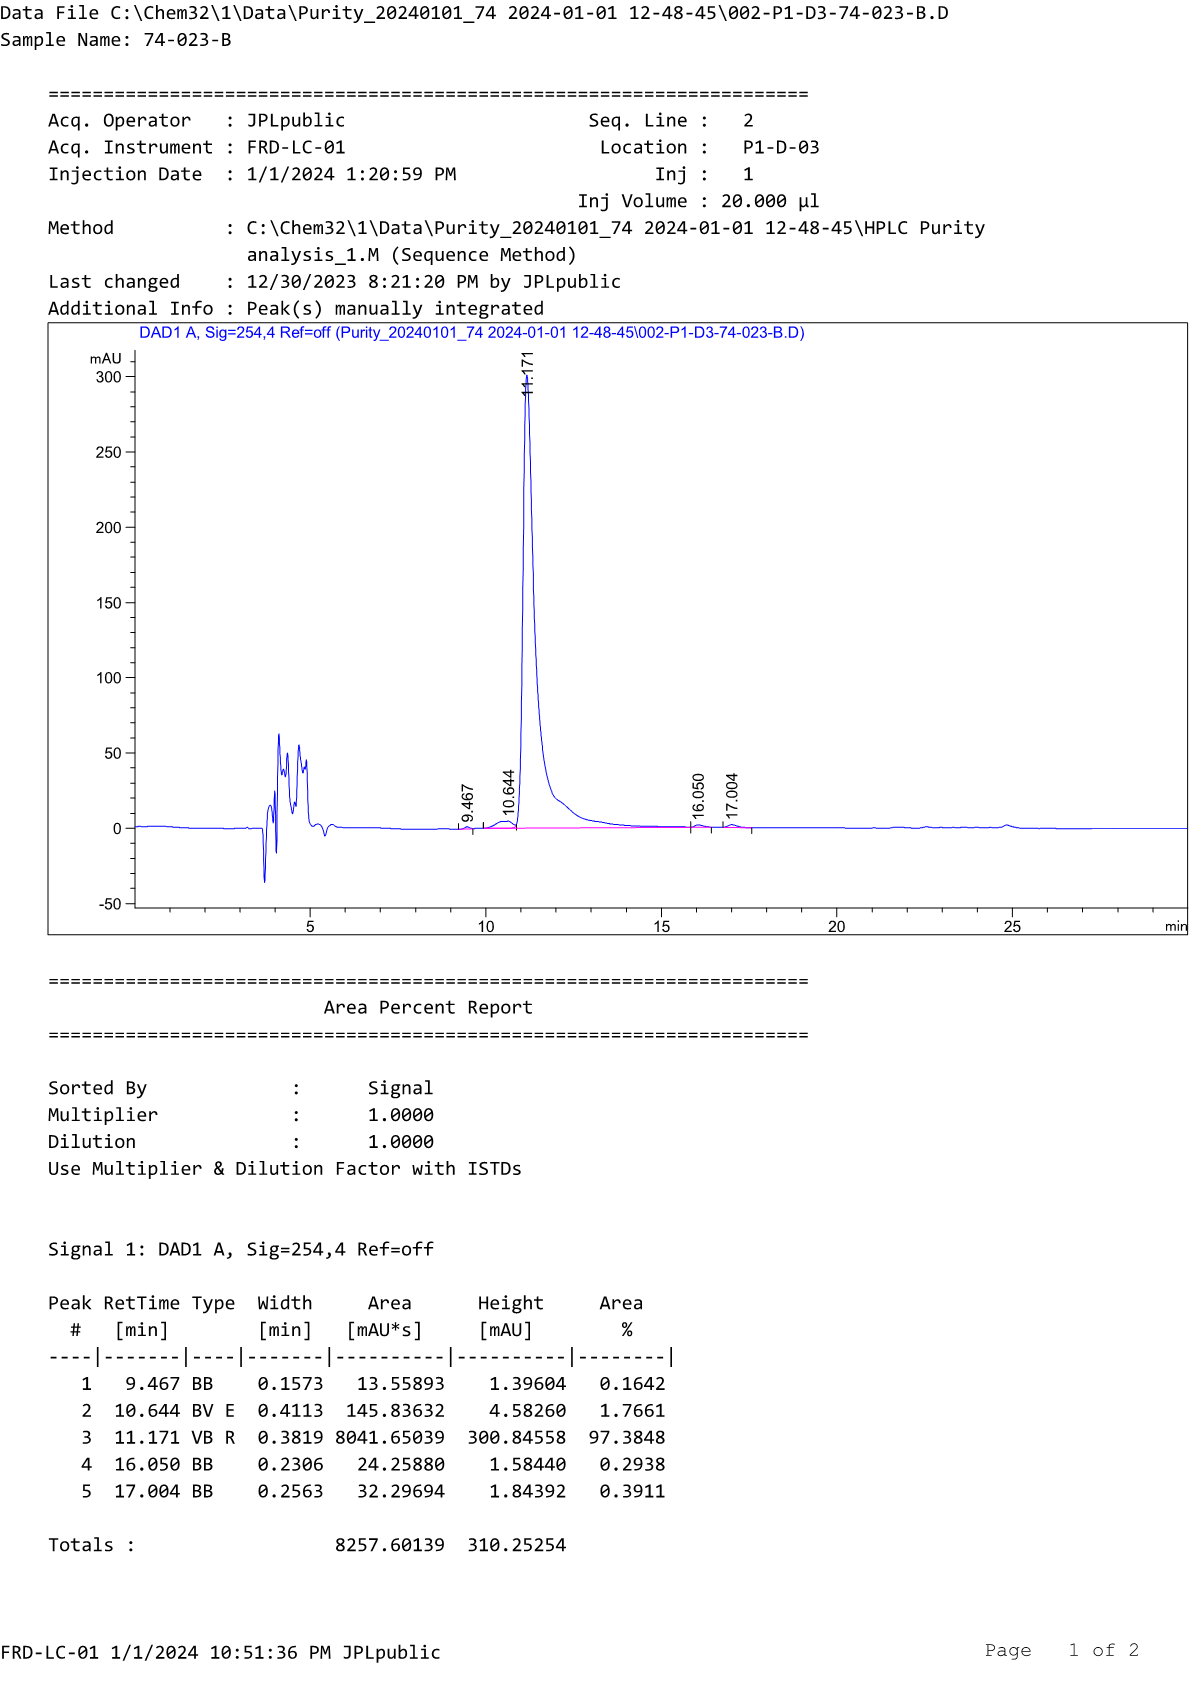 Data File C:\Chem32\1\Data\Purity_20240101_74 2024-01-01 12-48-45\002-P1-D3-74-023-B.D
Sample Name: 74-023-B
=====================================================================
Acq. Operator   : JPLpublic                      Seq. Line :   2
Acq. Instrument : FRD-LC-01                       Location :   P1-D-03
Injection Date  : 1/1/2024 1:20:59 PM                  Inj :   1
Inj Volume : 20.000 µl
Method          : C:\Chem32\1\Data\Purity_20240101_74 2024-01-01 12-48-45\HPLC Purity
analysis_1.M (Sequence Method)
Last changed    : 12/30/2023 8:21:20 PM by JPLpublic
Additional Info : Peak(s) manually integrated
DAD1 A, Sig=254,4 Ref=off (Purity_20240101_74 2024-01-01 12-48-45\002-P1-D3-74-023-B.D)
mAU
300
250
200
150
100
50
0
-50
9.467
10.644
11.171
16.050
17.004
5 10 15 20 25 min
=====================================================================
Area Percent Report
=====================================================================
Sorted By             :      Signal
Multiplier            :      1.0000
Dilution              :      1.0000
Use Multiplier & Dilution Factor with ISTDs
Signal 1: DAD1 A, Sig=254,4 Ref=off
Peak RetTime Type  Width     Area      Height     Area
#   [min]        [min]   [mAU*s]     [mAU]        %
----|-------|----|-------|----------|----------|--------|
1   9.467 BB    0.1573   13.55893    1.39604   0.1642
2  10.644 BV E  0.4113  145.83632    4.58260   1.7661
3  11.171 VB R  0.3819 8041.65039  300.84558  97.3848
4  16.050 BB    0.2306   24.25880    1.58440   0.2938
5  17.004 BB    0.2563   32.29694    1.84392   0.3911
Totals :                  8257.60139  310.25254
FRD-LC-01 1/1/2024 10:51:36 PM JPLpublic
Page   1 of 2